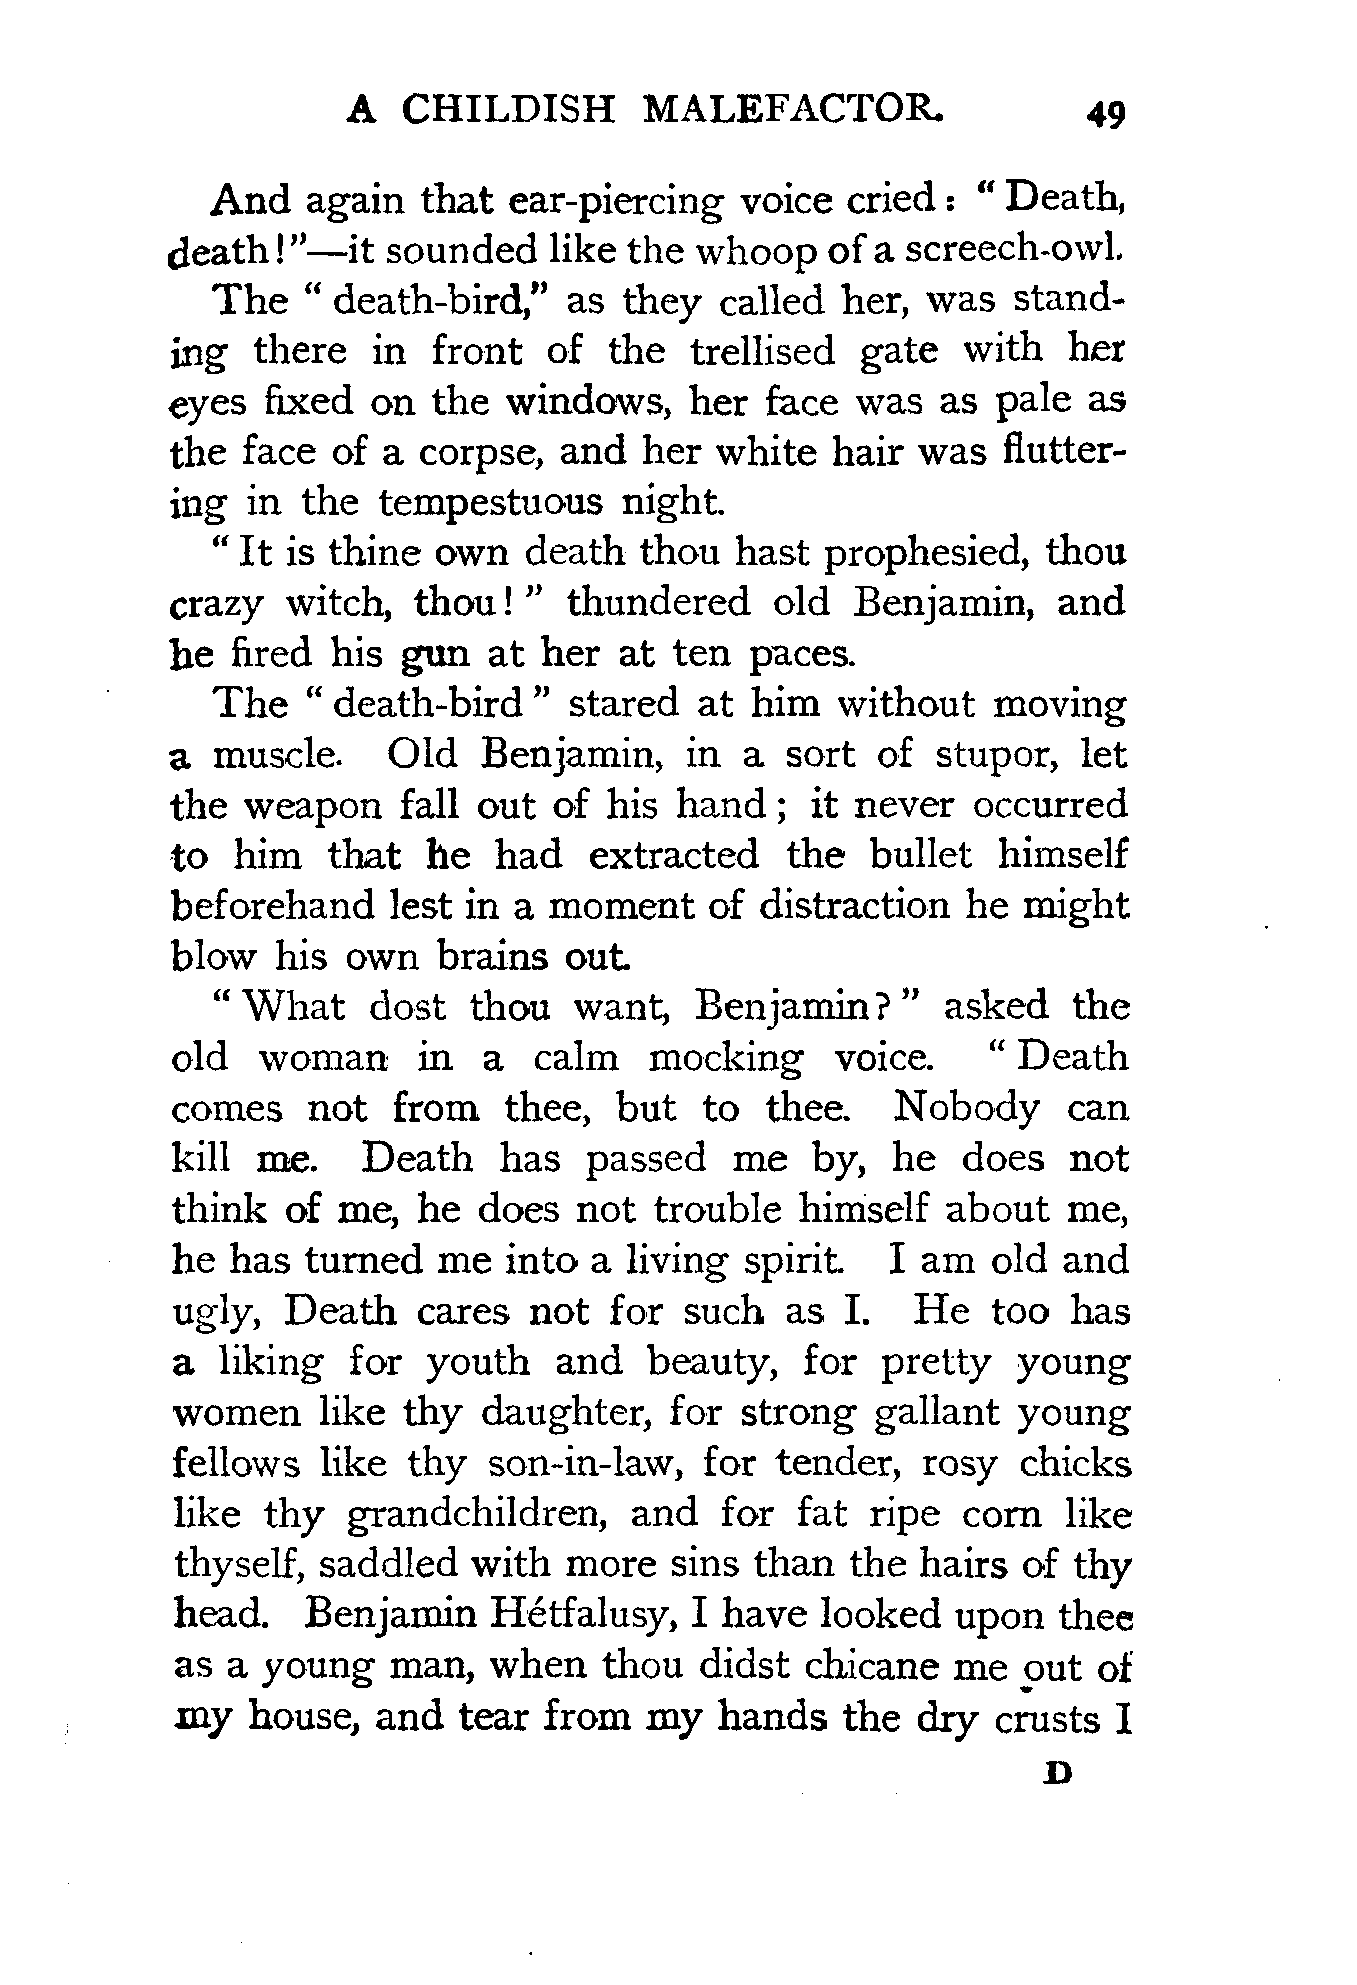 A CHILDISH MALEFACTOR. 49
And again that ear-piercing voice cried: “Death,
death!”—it sounded like the whoop of a screech-owl.
The “death-bird,” as they called her, was stand-
ing there in front of the trellised gate with her
eyes fixed on the windows, her face was as pale as
the face of a corpse, and her white hair was flutter-
ing in the tempestuous night.
“It is thine own death thou hast prophesied, thou
crazy witch, thou!” thundered old Benjamin, and
he fired his gun at her at ten paces.
The “death-bird” stared at him without moving
a muscle. Old Benjamin, in a sort of stupor, let
the weapon fall out of his hand; it never occurred
to him that he had extracted the bullet himself
beforehand lest in a moment of distraction he might
blow his own brains out.
“What dost thou want, Benjamin?” asked the
old woman in a calm mocking voice. “Death
comes not from thee, but to thee. Nobody can
kill me. Death has passed me by, he does not
think of me, he does not trouble himself about me,
he has turned me into a living spirit. I am old and
ugly, Death cares not for such as I. He too has
a liking for youth and beauty, for pretty young
women like thy daughter, for strong gallant young
fellows like thy son-in-law, for tender, rosy chicks
like thy grandchildren, and for fat ripe corn like
thyself, saddled with more sins than the hairs of thy
head. Benjamin Hétfalusy, I have looked upon thee
as a young man, when thou didst chicane me out of
my house, and tear from my hands the dry crusts I
D